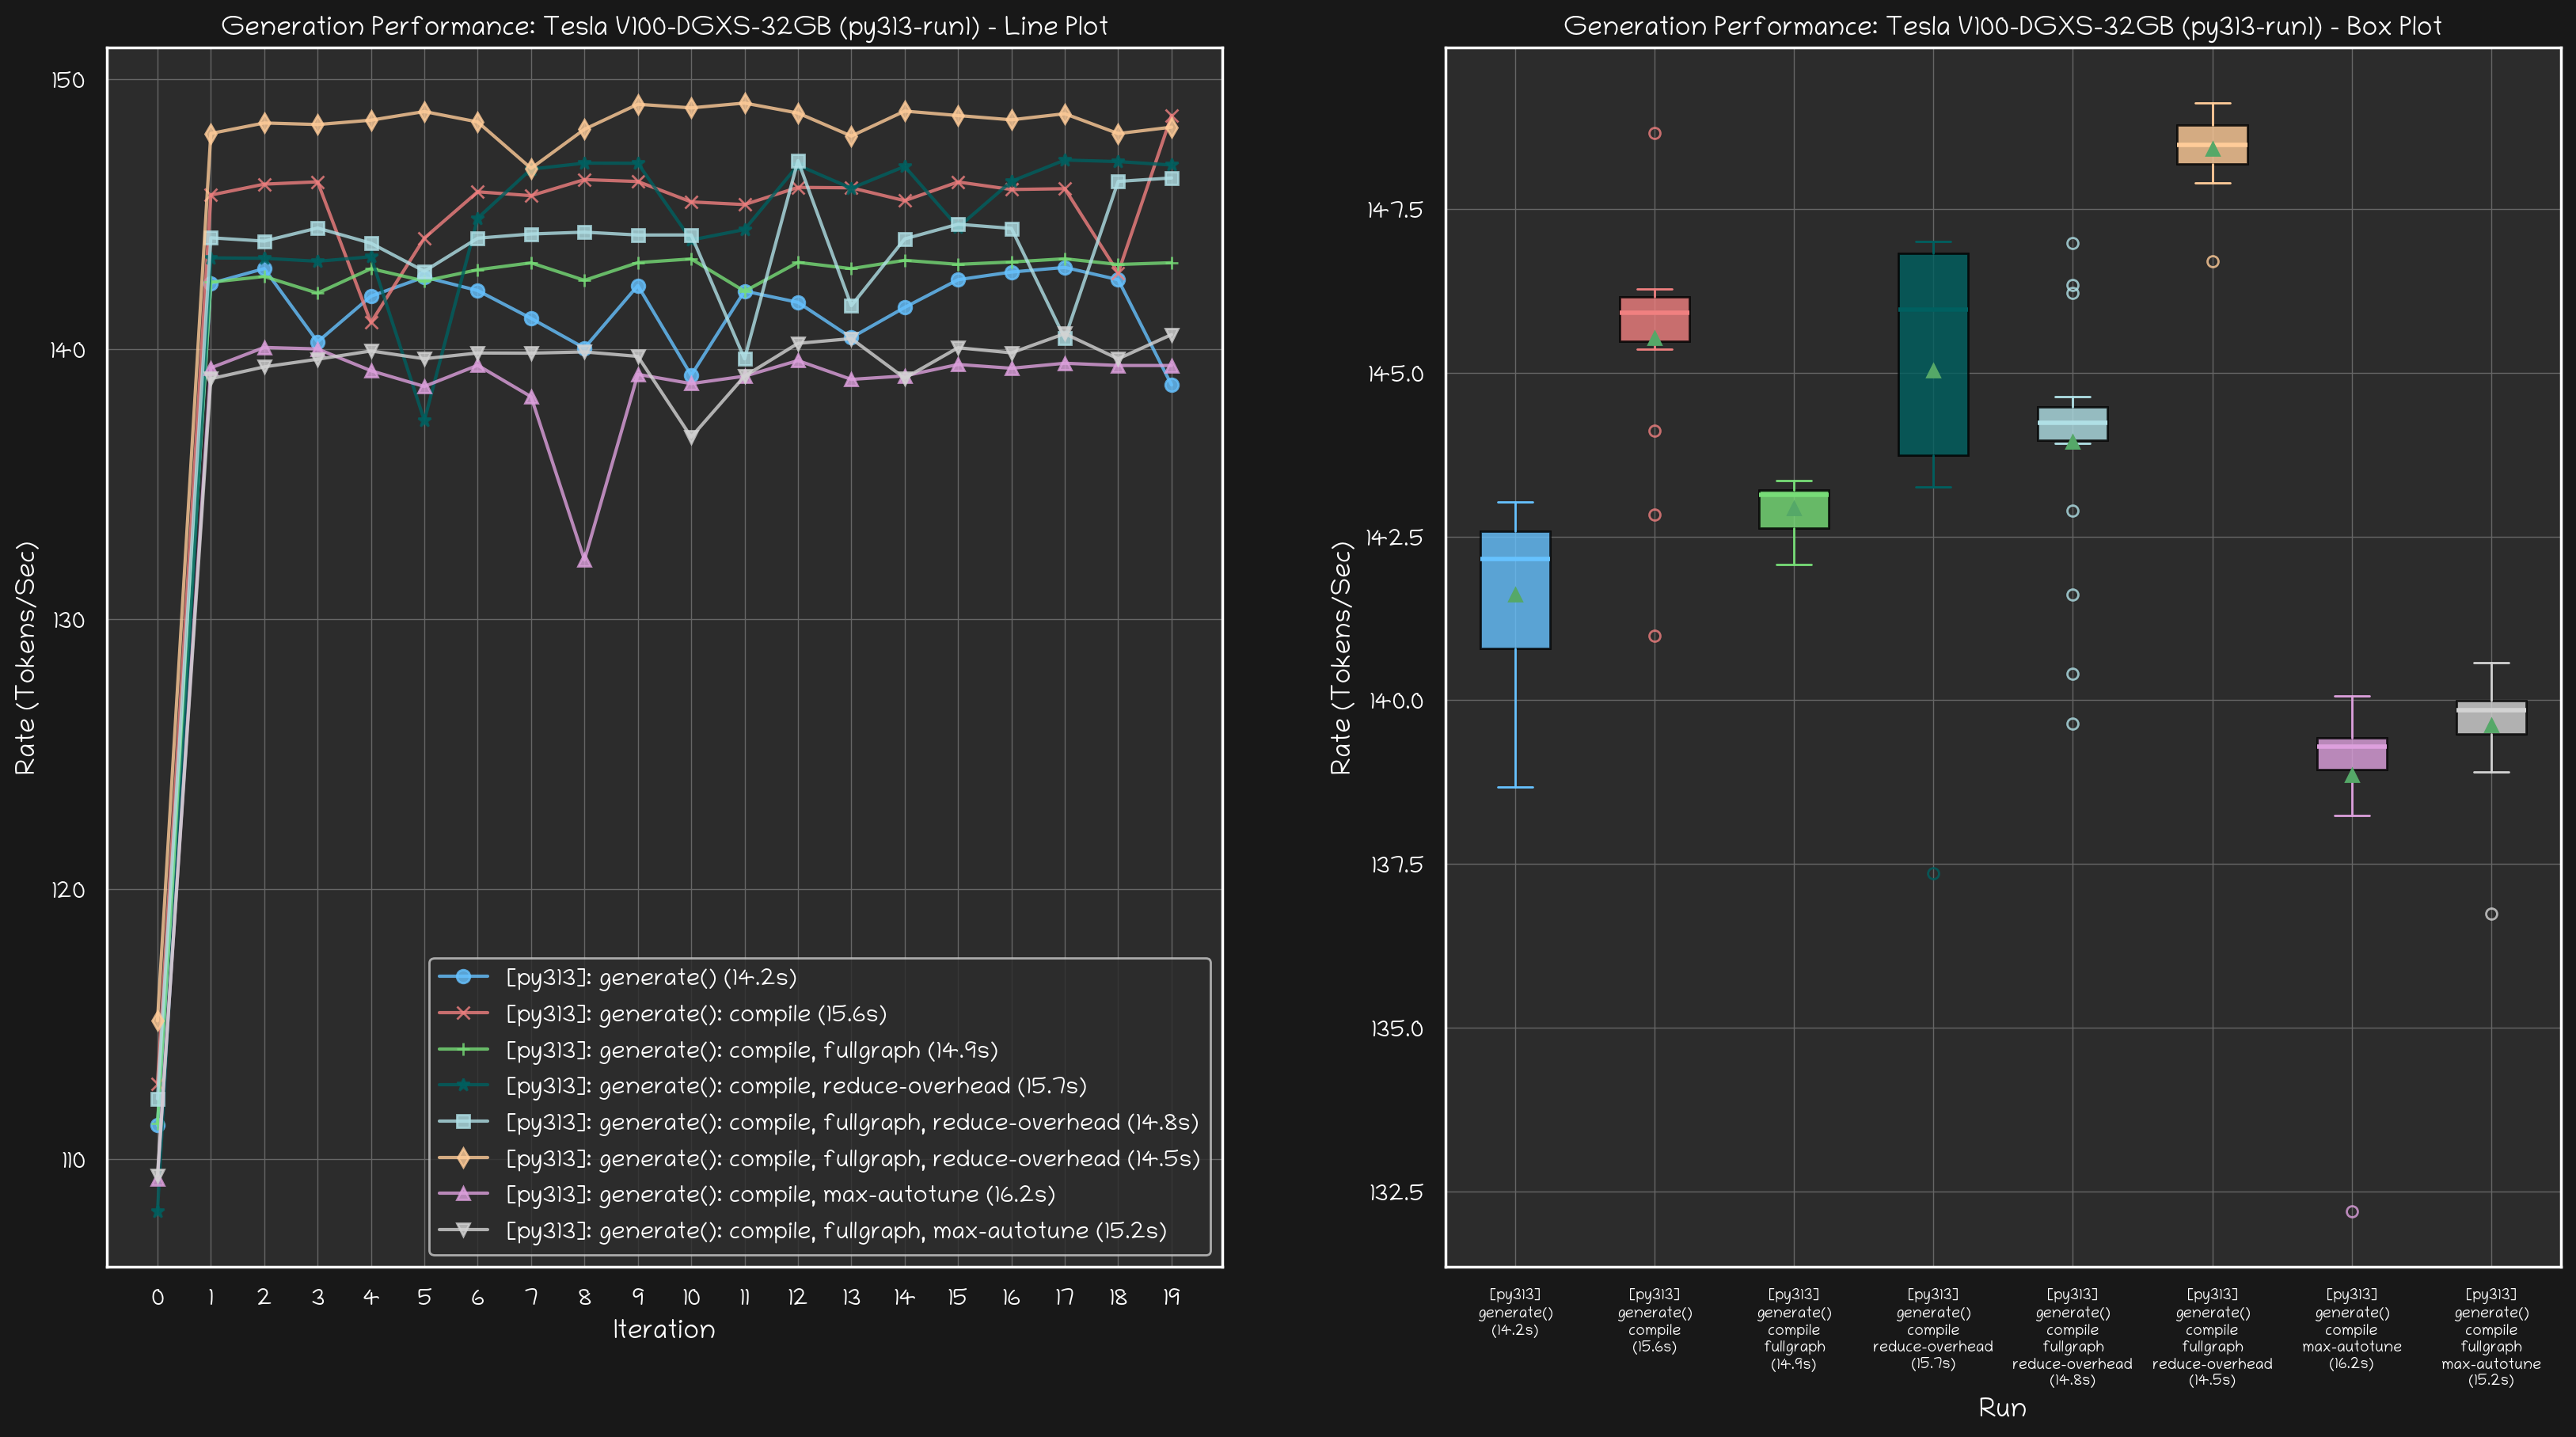 Generation Performance: Tesla V100-DGXS-32GB (py313-run1) - Line Plot
150
140
130
120
110
Rate (Tokens/Sec)
[py313]: generate() (14.2s)
[py313]: generate(): compile (15.6s)
[py313]: generate(): compile, fullgraph (14.9s)
[py313]: generate(): compile, reduce-overhead (15.7s)
[py313]: generate(): compile, fullgraph, reduce-overhead (14.8s)
[py313]: generate(): compile, fullgraph, reduce-overhead (14.5s)
[py313]: generate(): compile, max-autotune (16.2s)
[py313]: generate(): compile, fullgraph, max-autotune (15.2s)
0 1 2 3 4 5 6 7 8 9 10 11 12 13 14 15 16 17 18 19
Iteration
Generation Performance: Tesla V100-DGXS-32GB (py313-run1) - Box Plot
147.5
145.0
142.5
140.0
137.5
135.0
132.5
Rate (Tokens/Sec)
[py313]
generate()
(14.2s)
[py313]
generate()
compile
(15.6s)
[py313]
generate()
compile
fullgraph
(14.9s)
[py313]
generate()
compile
reduce-overhead
(15.7s)
[py313]
generate()
compile
fullgraph
reduce-overhead
(14.8s)
[py313]
generate()
compile
fullgraph
reduce-overhead
(14.5s)
[py313]
generate()
compile
max-autotune
(16.2s)
[py313]
generate()
compile
fullgraph
max-autotune
(15.2s)
Run